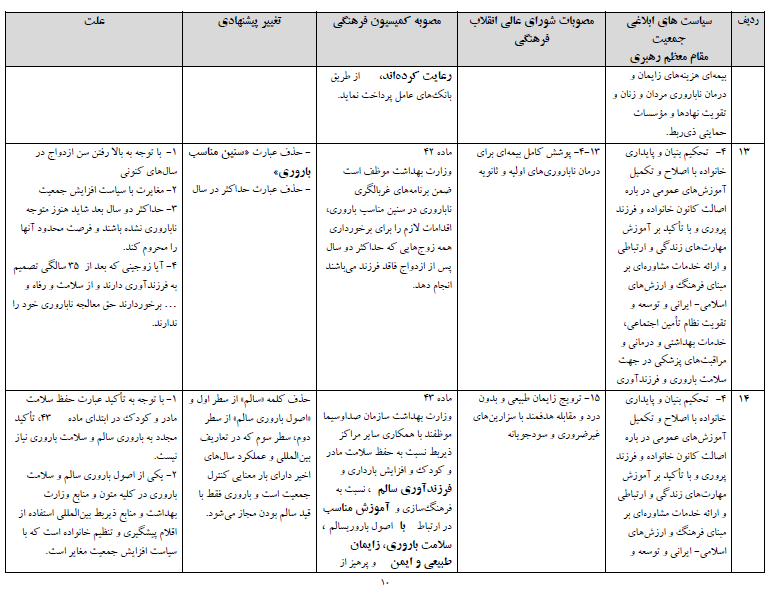 ردیف
سیاست های ابلاغی
جمعیت
مقام معظم رهبری
مصوبات شورای عالی انقلاب
فرهنگی
مصوبه کمیسیون فرهنگی
تغییر پیشنهادی
علت
بیمه‌ای هزینه‌های زایمان و
درمان ناباروری مردان و زنان و
تقویت نهادها و مؤسسات
حمایتی ذی‌ربط.
رعایت کرده‌اند، از طریق
بانک‌های عامل پرداخت نماید.
۱۳
۴- تحکیم بنیان و پایداری
خانواده با اصلاح و تکمیل
آموزش‌های عمومی در باره
اصالت کانون خانواده و فرزند
پروری و با تأکید بر آموزش
مهارت‌های زندگی و ارتباطی
و ارائه خدمات مشاوره‌ای بر
مبنای فرهنگ و ارزش‌های
اسلامی- ایرانی و توسعه و
تقویت نظام تأمین اجتماعی،
خدمات بهداشتی و درمانی و
مراقبت‌های پزشکی در جهت
سلامت باروری و فرزندآوری
۱۳-۴- پوشش کامل بیمه‌ای برای
درمان ناباروری‌های اولیه و ثانویه
ماده ۴۲
وزارت بهداشت موظف است
ضمن برنامه‌های غربالگری
ناباروری در سنین مناسب باروری،
اقدامات لازم را برای برخورداری
همه زوج‌هایی که حداکثر دو سال
پس از ازدواج فاقد فرزند می‌باشند
انجام دهد.
- حذف عبارت «سنین مناسب
باروری»
- حذف عبارت حداکثر در سال
۱- با توجه به بالا رفتن سن ازدواج در
سال‌های کنونی
۲- مغایرت با سیاست افزایش جمعیت
۳- حداکثر دو سال بعد شاید هنوز متوجه
ناباروری نشده باشند و فرصت محدود آنها
را محروم کند.
۴- آیا زوجینی که بعد از ۳۵ سالگی تصمیم
به فرزندآوری دارند و از سلامت و رفاه و
... برخوردارند حق معالجه ناباروری خود را
ندارند.
۱۴
۴- تحکیم بنیان و پایداری
خانواده با اصلاح و تکمیل
آموزش‌های عمومی در باره
اصالت کانون خانواده و فرزند
پروری و با تأکید بر آموزش
مهارت‌های زندگی و ارتباطی
و ارائه خدمات مشاوره‌ای بر
مبنای فرهنگ و ارزش‌های
اسلامی- ایرانی و توسعه و
۱۵- ترویج زایمان طبیعی و بدون
درد و مقابله هدفمند با سزارین‌های
غیرضروری و سودجویانه
ماده ۴۳
وزارت بهداشت سازمان صداوسیما
موظفند با همکاری سایر مراکز
ذیربط نسبت به حفظ سلامت مادر
و کودک و افزایش بارداری و
فرزندآوری سالم ، نسبت به
فرهنگ‌سازی و آموزش مناسب
در ارتباط با اصول باروریسالم ،
سلامت باروری، زایمان
طبیعی و ایمن و پرهیز از
حذف کلمه «سالم» از سطر اول و
«اصول باروری سالم» از سطر
دوم، سطر سوم که در تعاریف
بین‌المللی و عملکرد سال‌های
اخیر دارای بار معنایی کنترل
جمعیت است و باروری فقط با
قید سالم بودن مجاز می‌شود.
۱- با توجه به تأکید عبارت حفظ سلامت
مادر و کودک در ابتدای ماده ۴۳، تأکید
مجدد به باروری سالم و سلامت باروری نیاز
نیست.
۲- یکی از اصول باروری سالم و سلامت
باروری در کلیه متون و منابع وزارت
بهداشت و منابع ذیربط بین‌المللی استفاده از
اقلام پیشگیری و تنظیم خانواده است که با
سیاست افزایش جمعیت مغایر است.
۱۰